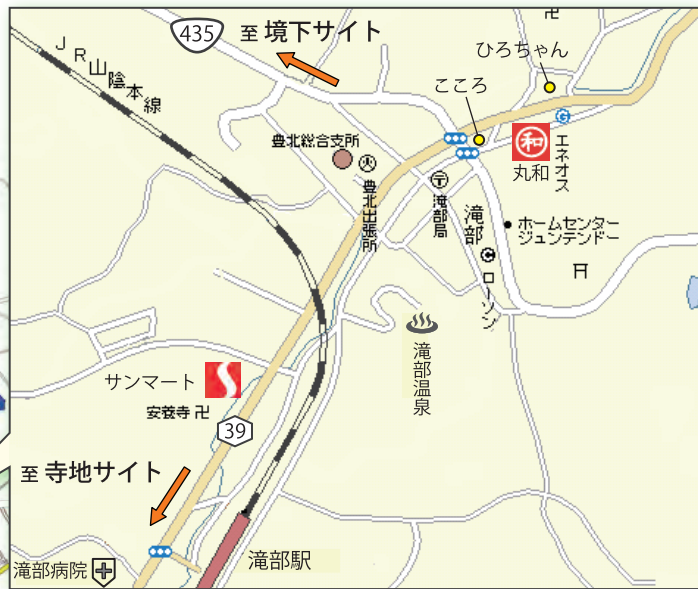 435
至 境下サイト
JR山陰本線
ひろちゃん
こころ
和
丸和
エネオス
豊北総合支所
豊北出張所
滝部局
滝部
ホームセンター
ジュンテンドー
ローソン
滝部温泉
サンマート
安養寺 卍
39
至 寺地サイト
滝部駅
滝部病院